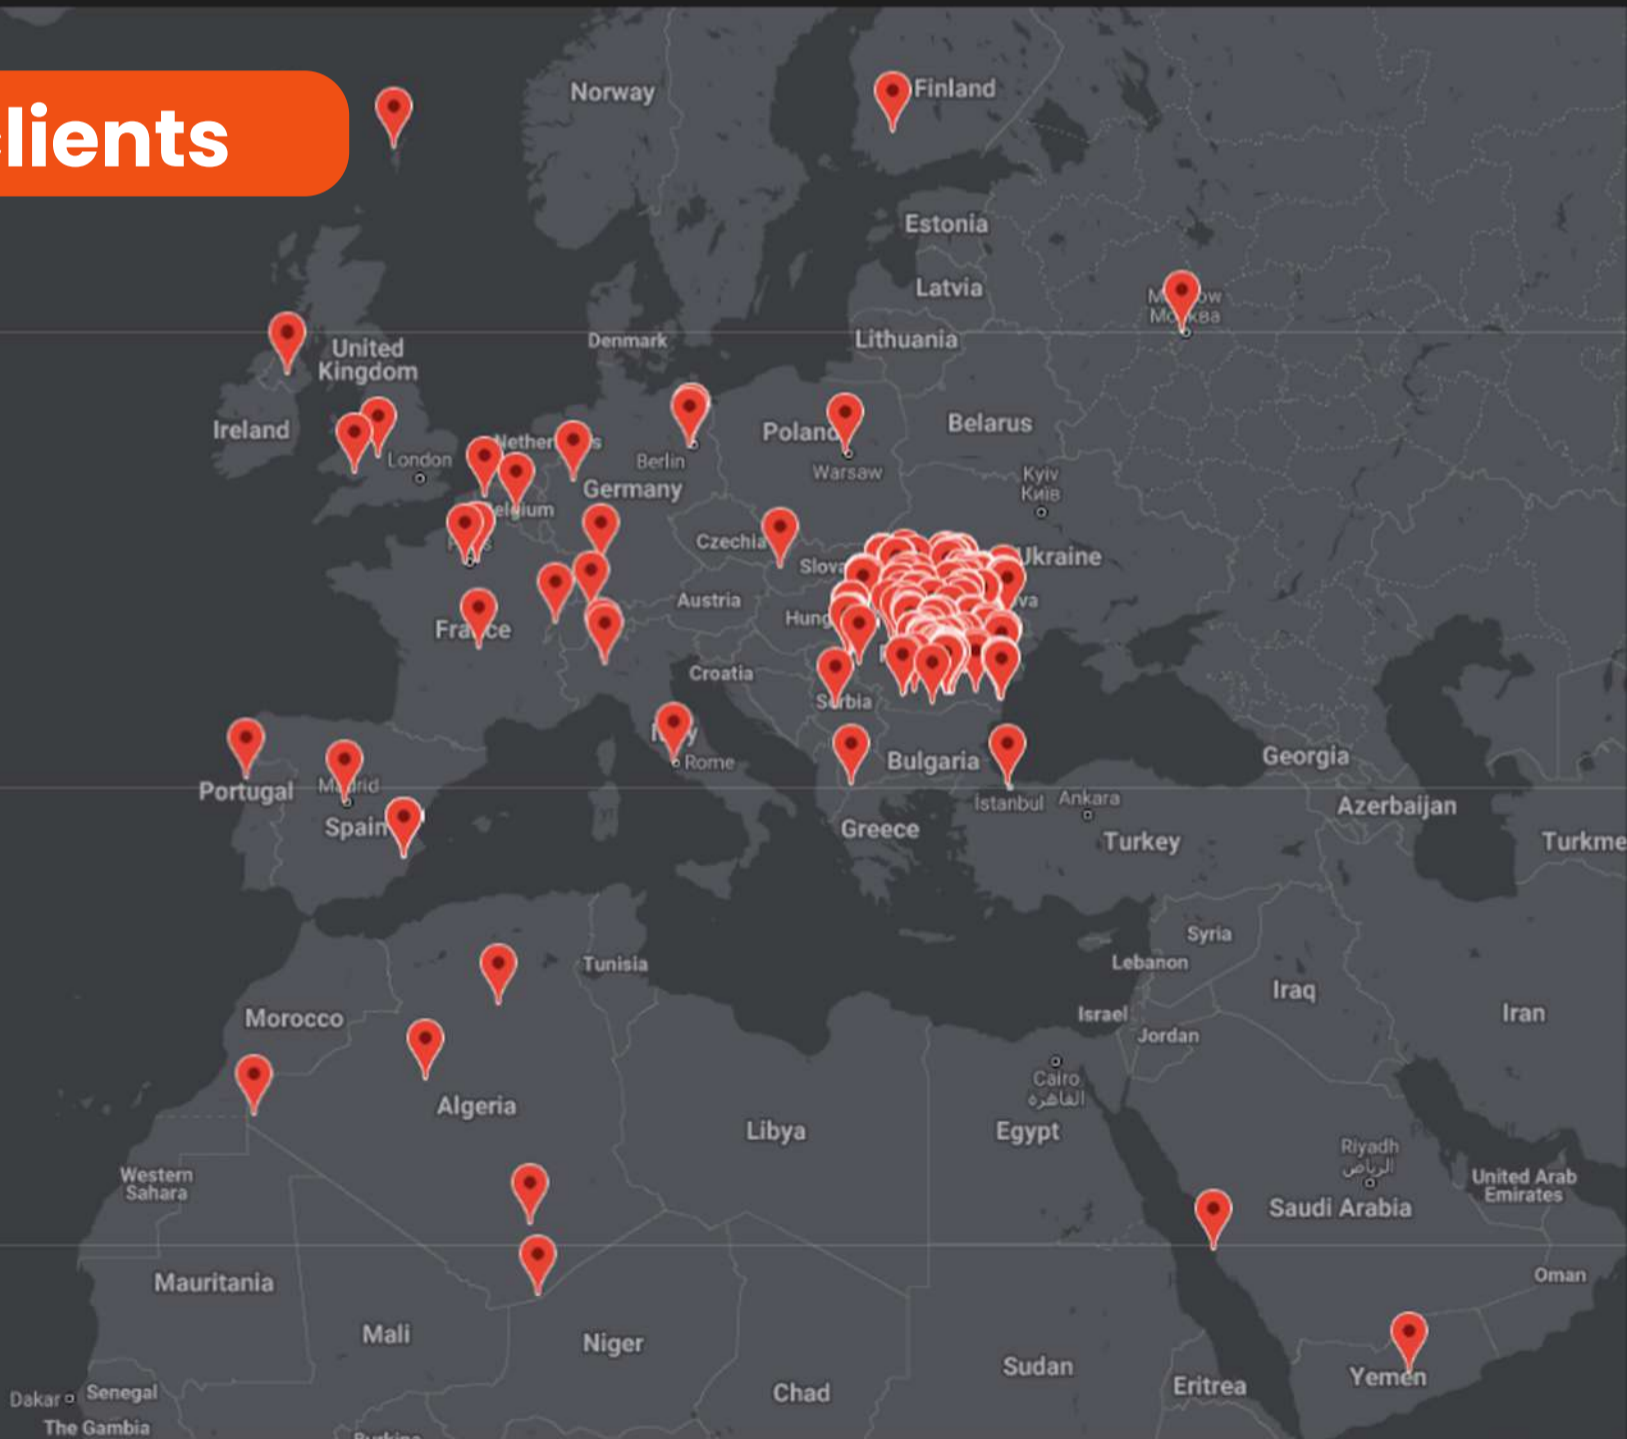 lients
Norway
Finland
Estonia
Latvia
Lithuania
Denmark
United
Kingdom
Ireland
London
Berlin
Germany
Warsaw
Belarus
Kyiv
Київ
Czechia
Ukraine
Austria
Croatia
Serbia
Bulgaria
Rome
Portugal
Madrid
Spain
France
Poland
Greece
İstanbul
Ankara
Turkey
Georgia
Azerbaijan
Turkme
Syria
Lebanon
Israel
Jordan
Iraq
Iran
Tunisia
Morocco
Algeria
Libya
Cairo
القاهرة
Egypt
Riyadh
الرياض
Saudi Arabia
United Arab
Emirates
Oman
Western
Sahara
Mauritania
Mali
Niger
Chad
Sudan
Eritrea
Yemen
Dakar
Senegal
The Gambia